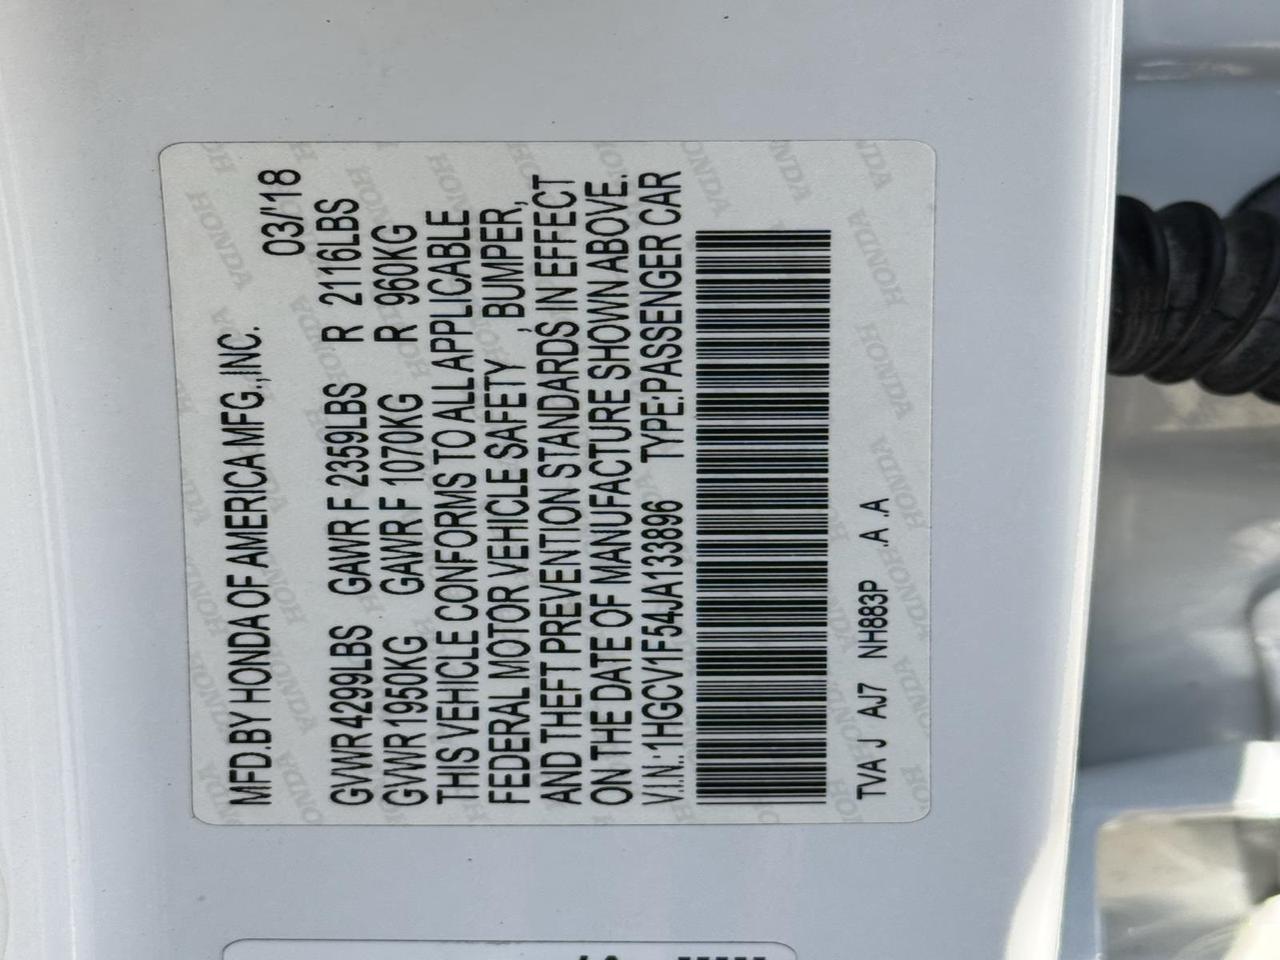 MFD.BY HONDA OF AMERICA MFG.,INC.
03/'18
GVWR 4299LBS GAWR F 2359LBS R 2116LBS
GVWR 1950KG GAWR F 1070KG R 960KG
THIS VEHICLE CONFORMS TO ALL APPLICABLE
FEDERAL MOTOR VEHICLE SAFETY , BUMPER,
AND THEFT PREVENTION STANDARDS IN EFFECT
ON THE DATE OF MANUFACTURE SHOWN ABOVE.
V.I.N.:1HGCV1F54JA133896 TYPE:PASSENGER CAR
TVA J AJ7 NH883P .A .A